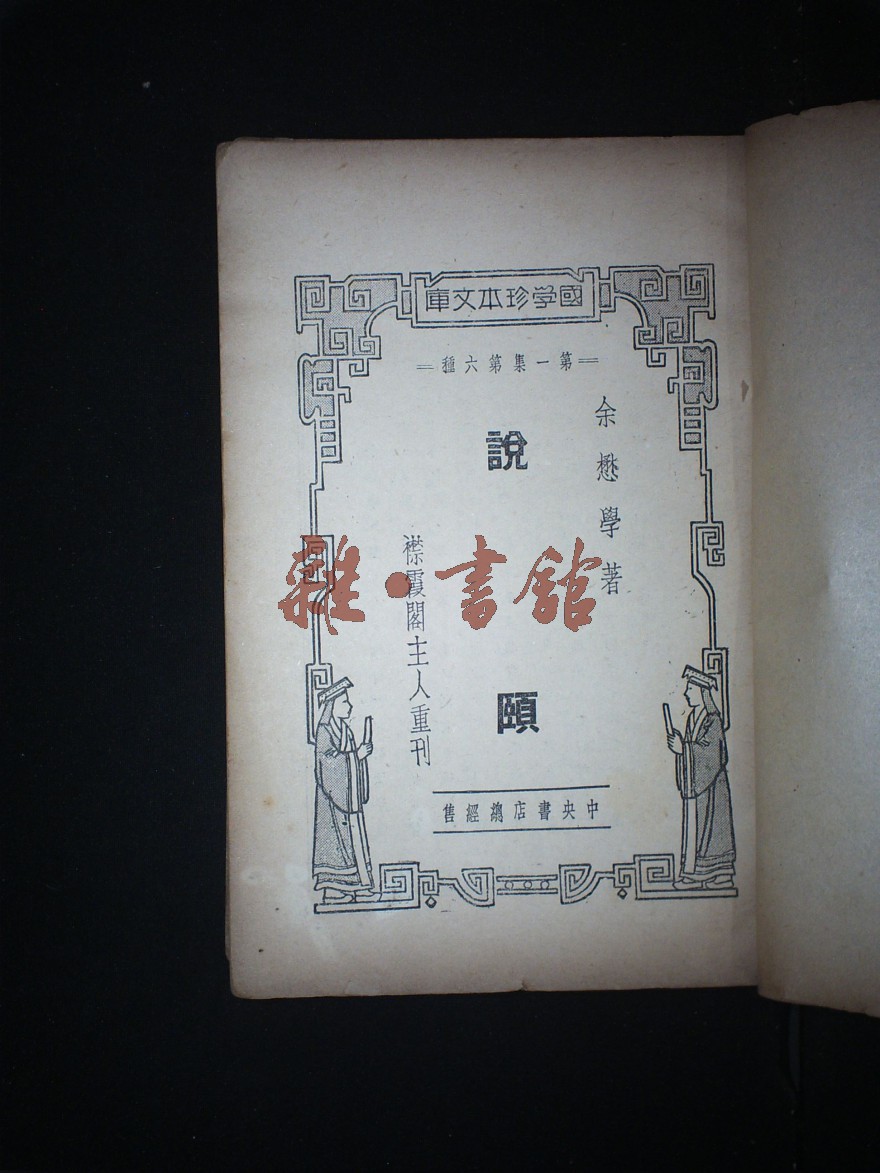 國學珍本文庫
第一集第六種
余懋學著
說頤
襟霞閣主人重刊
中央書店總經售
雜·書館